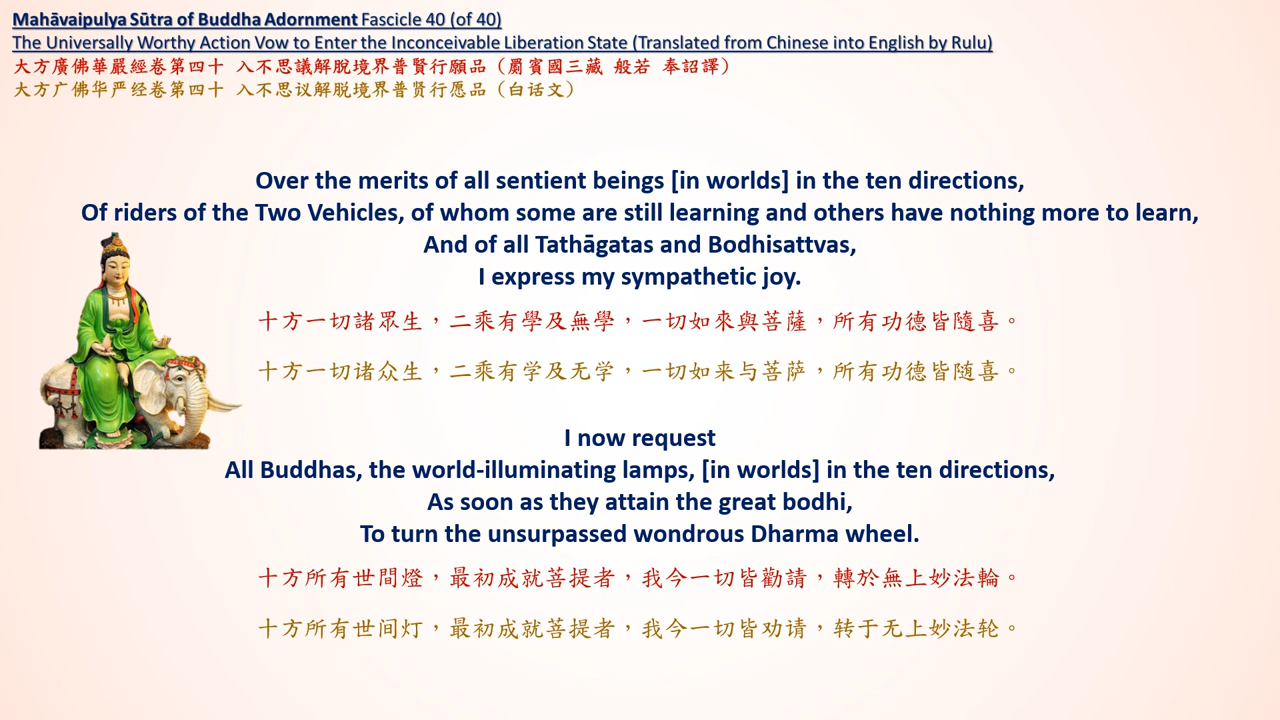 Mahāvaipulya Sūtra of Buddha Adornment Fascicle 40 (of 40)
The Universally Worthy Action Vow to Enter the Inconceivable Liberation State (Translated from Chinese into English by Rulu)
大方廣佛華嚴經卷第四十 入不思議解脫境界普賢行願品（罽賓國三藏 般若 奉詔譯）
大方广佛华严经卷第四十 入不思议解脱境界普贤行愿品（白话文）
Over the merits of all sentient beings [in worlds] in the ten directions,
Of riders of the Two Vehicles, of whom some are still learning and others have nothing more to learn,
And of all Tathāgatas and Bodhisattvas,
I express my sympathetic joy.
十方一切諸眾生，二乘有學及無學，一切如來與菩薩，所有功德皆隨喜。
十方一切诸众生，二乘有学及无学，一切如来与菩萨，所有功德皆随喜。
I now request
All Buddhas, the world-illuminating lamps, [in worlds] in the ten directions,
As soon as they attain the great bodhi,
To turn the unsurpassed wondrous Dharma wheel.
十方所有世間燈，最初成就菩提者，我今一切皆勸請，轉於無上妙法輪。
十方所有世间灯，最初成就菩提者，我今一切皆劝请，转于无上妙法轮。